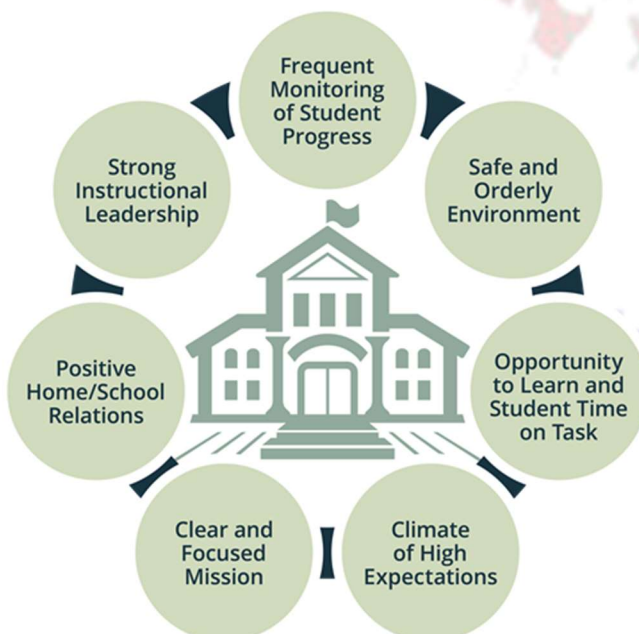 Frequent
Monitoring
of Student
Progress
Safe and
Orderly
Environment
Opportunity
to Learn and
Student Time
on Task
Climate
of High
Expectations
Clear and
Focused
Mission
Positive
Home/School
Relations
Strong
Instructional
Leadership